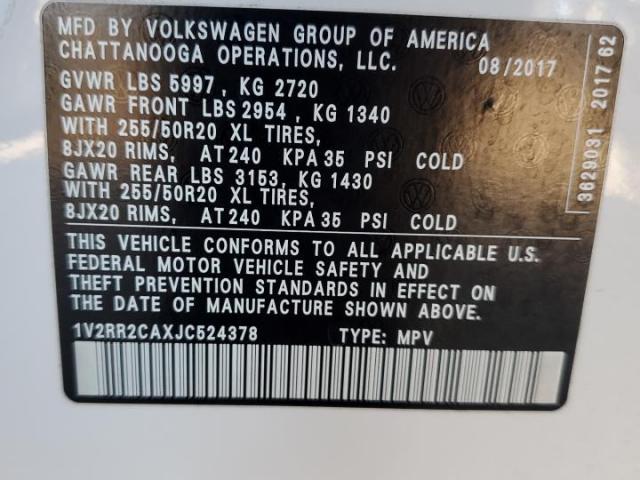 MFD BY VOLKSWAGEN GROUP OF AMERICA
CHATTANOOGA OPERATIONS, LLC. 08/2017
GVWR LBS 5997, KG 2720
GAWR FRONT LBS 2954, KG 1340
WITH 255/50R20 XL TIRES,
8JX20 RIMS, AT 240 KPA 35 PSI COLD
GAWR REAR LBS 3153, KG 1430
WITH 255/50R20 XL TIRES,
8JX20 RIMS, AT 240 KPA 35 PSI COLD
THIS VEHICLE CONFORMS TO ALL APPLICABLE U.S.
FEDERAL MOTOR VEHICLE SAFETY AND
THEFT PREVENTION STANDARDS IN EFFECT ON
THE DATE OF MANUFACTURE SHOWN ABOVE.
1V2RR2CAXJC524378 TYPE: MPV
3629031 2017 62